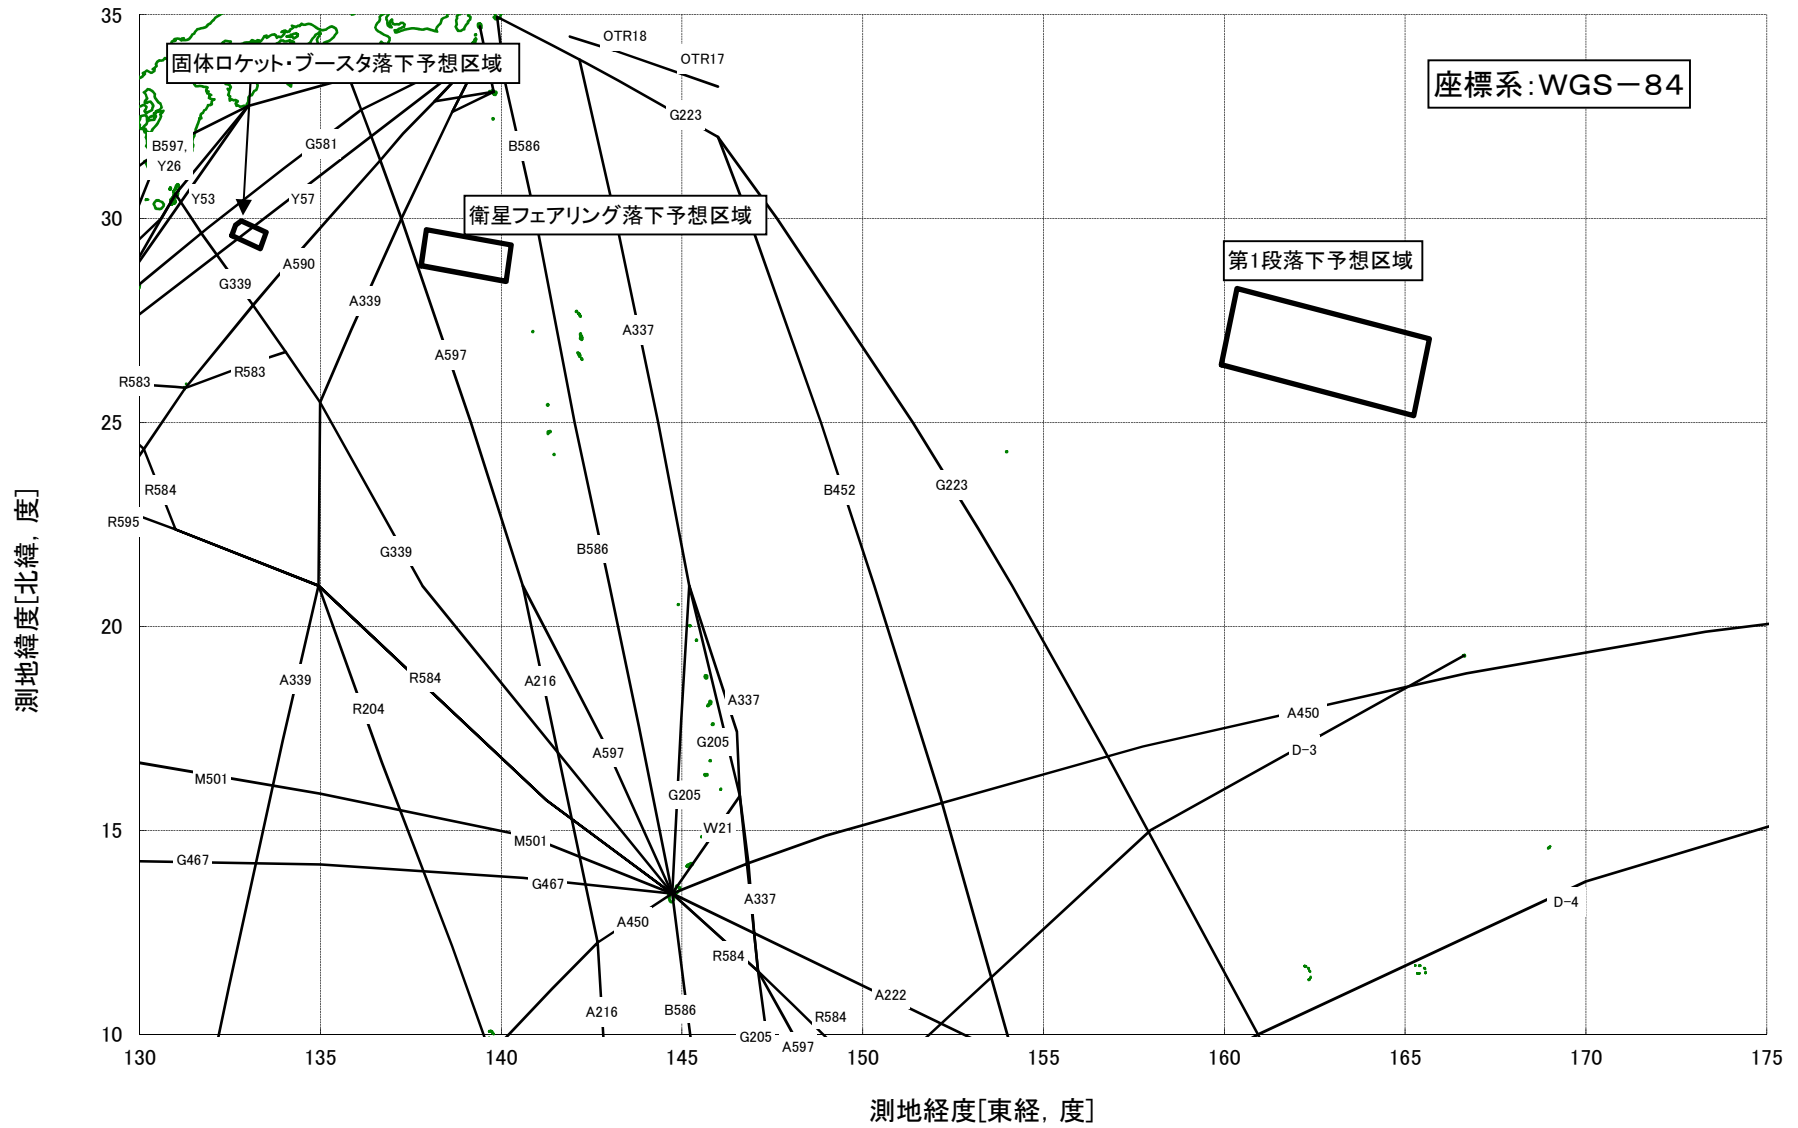 35
OTR18
OTR17
固体ロケット・ブースタ落下予想区域
座標系：WGS－84
G223
B597,
Y26
G581
B586
Y53
Y57
30
衛星フェアリング落下予想区域
第1段落下予想区域
A590
G339
A339
A337
A597
R583
R583
25
R584
B452
G223
R595
G339
B586
測地緯度[北緯，度]
20
A339
R584
A216
R204
A337
A450
G205
A597
D-3
M501
G205
15
W21
M501
G467
G467
A337
D-4
A450
R584
A222
A216
B586
R584
10
G205
A597
130
135
140
145
150
155
160
165
170
175
測地経度[東経，度]